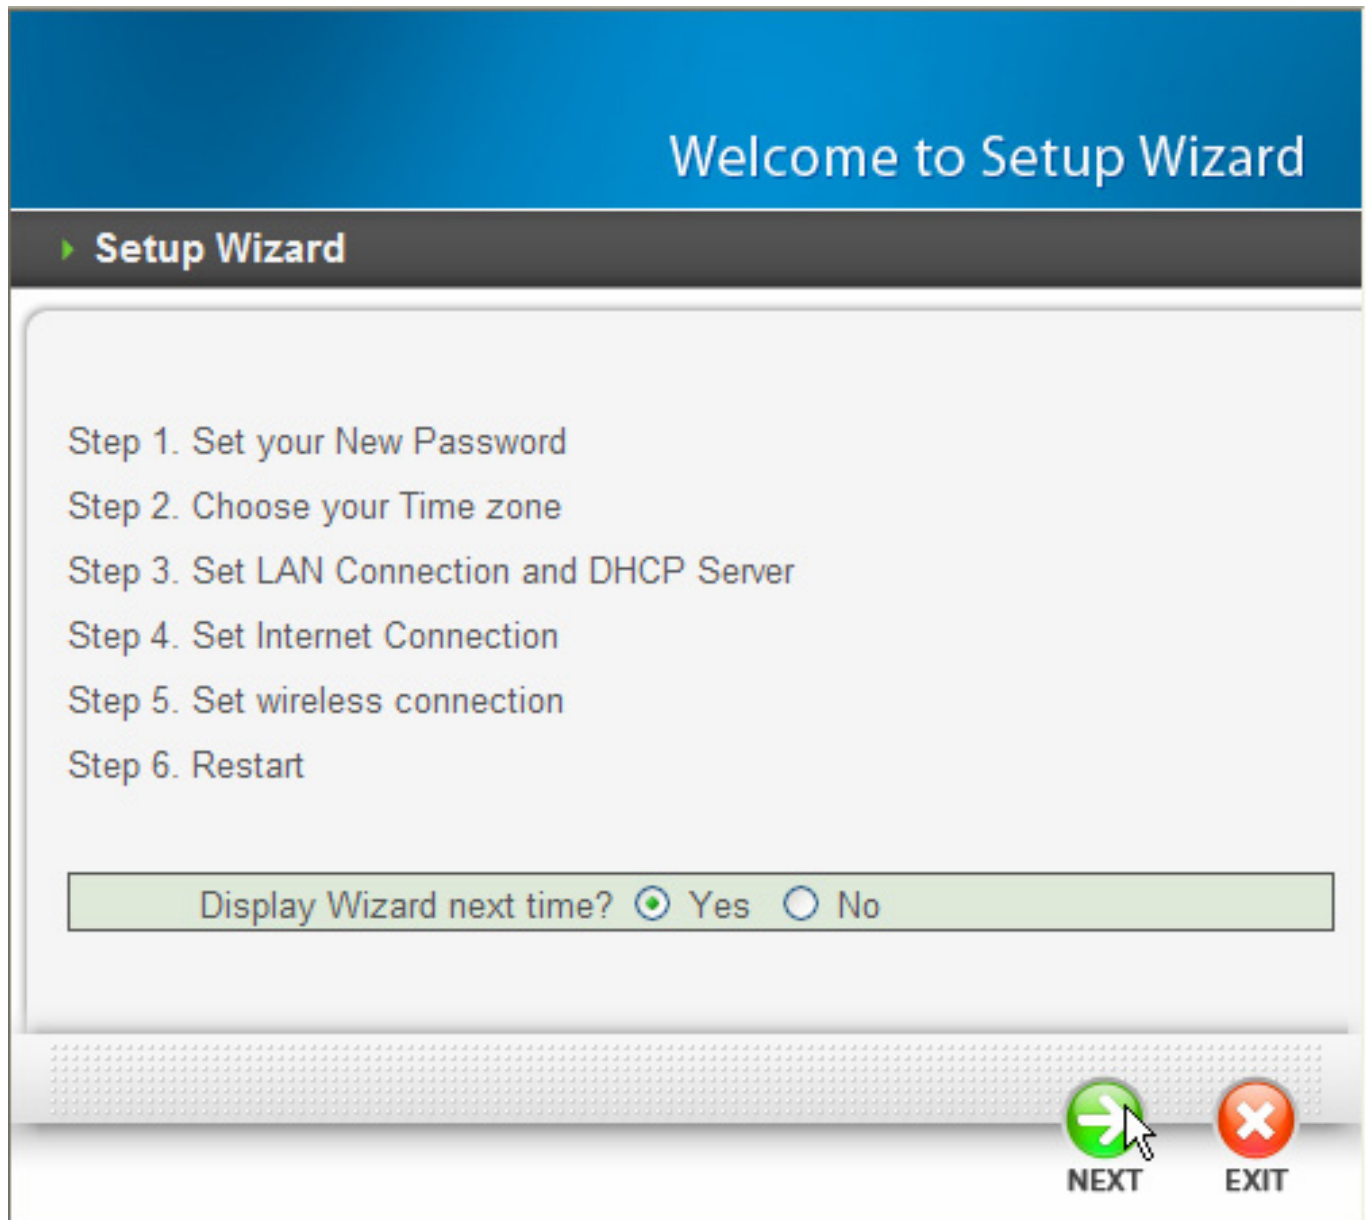 Welcome to Setup Wizard
Setup Wizard
Step 1. Set your New Password
Step 2. Choose your Time zone
Step 3. Set LAN Connection and DHCP Server
Step 4. Set Internet Connection
Step 5. Set wireless connection
Step 6. Restart
Display Wizard next time? Yes No
NEXT EXIT